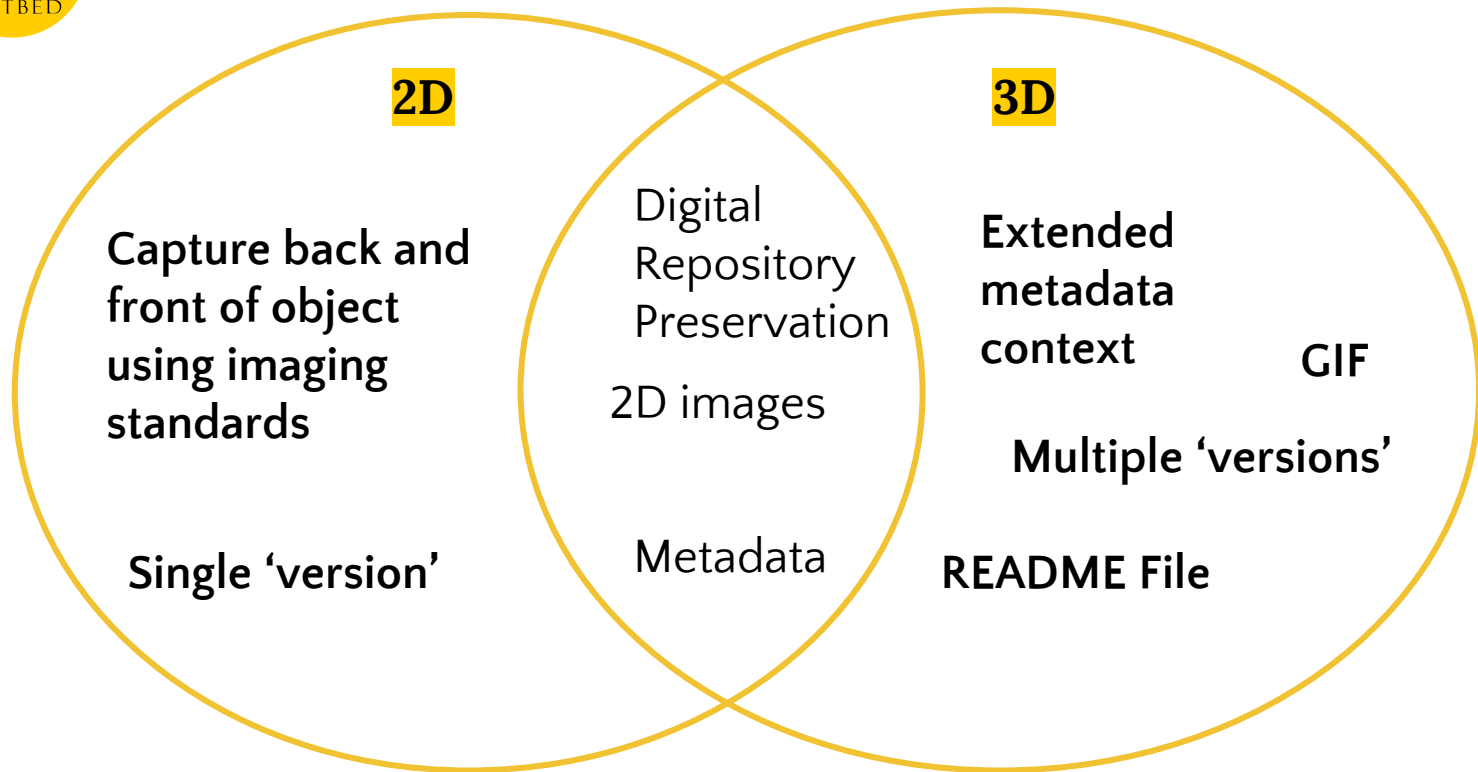 TBED
2D
3D
Capture back and
front of object
using imaging
standards
Single ‘version’
Digital
Repository
Preservation
2D images
Metadata
Extended
metadata
context
GIF
Multiple ‘versions’
README File